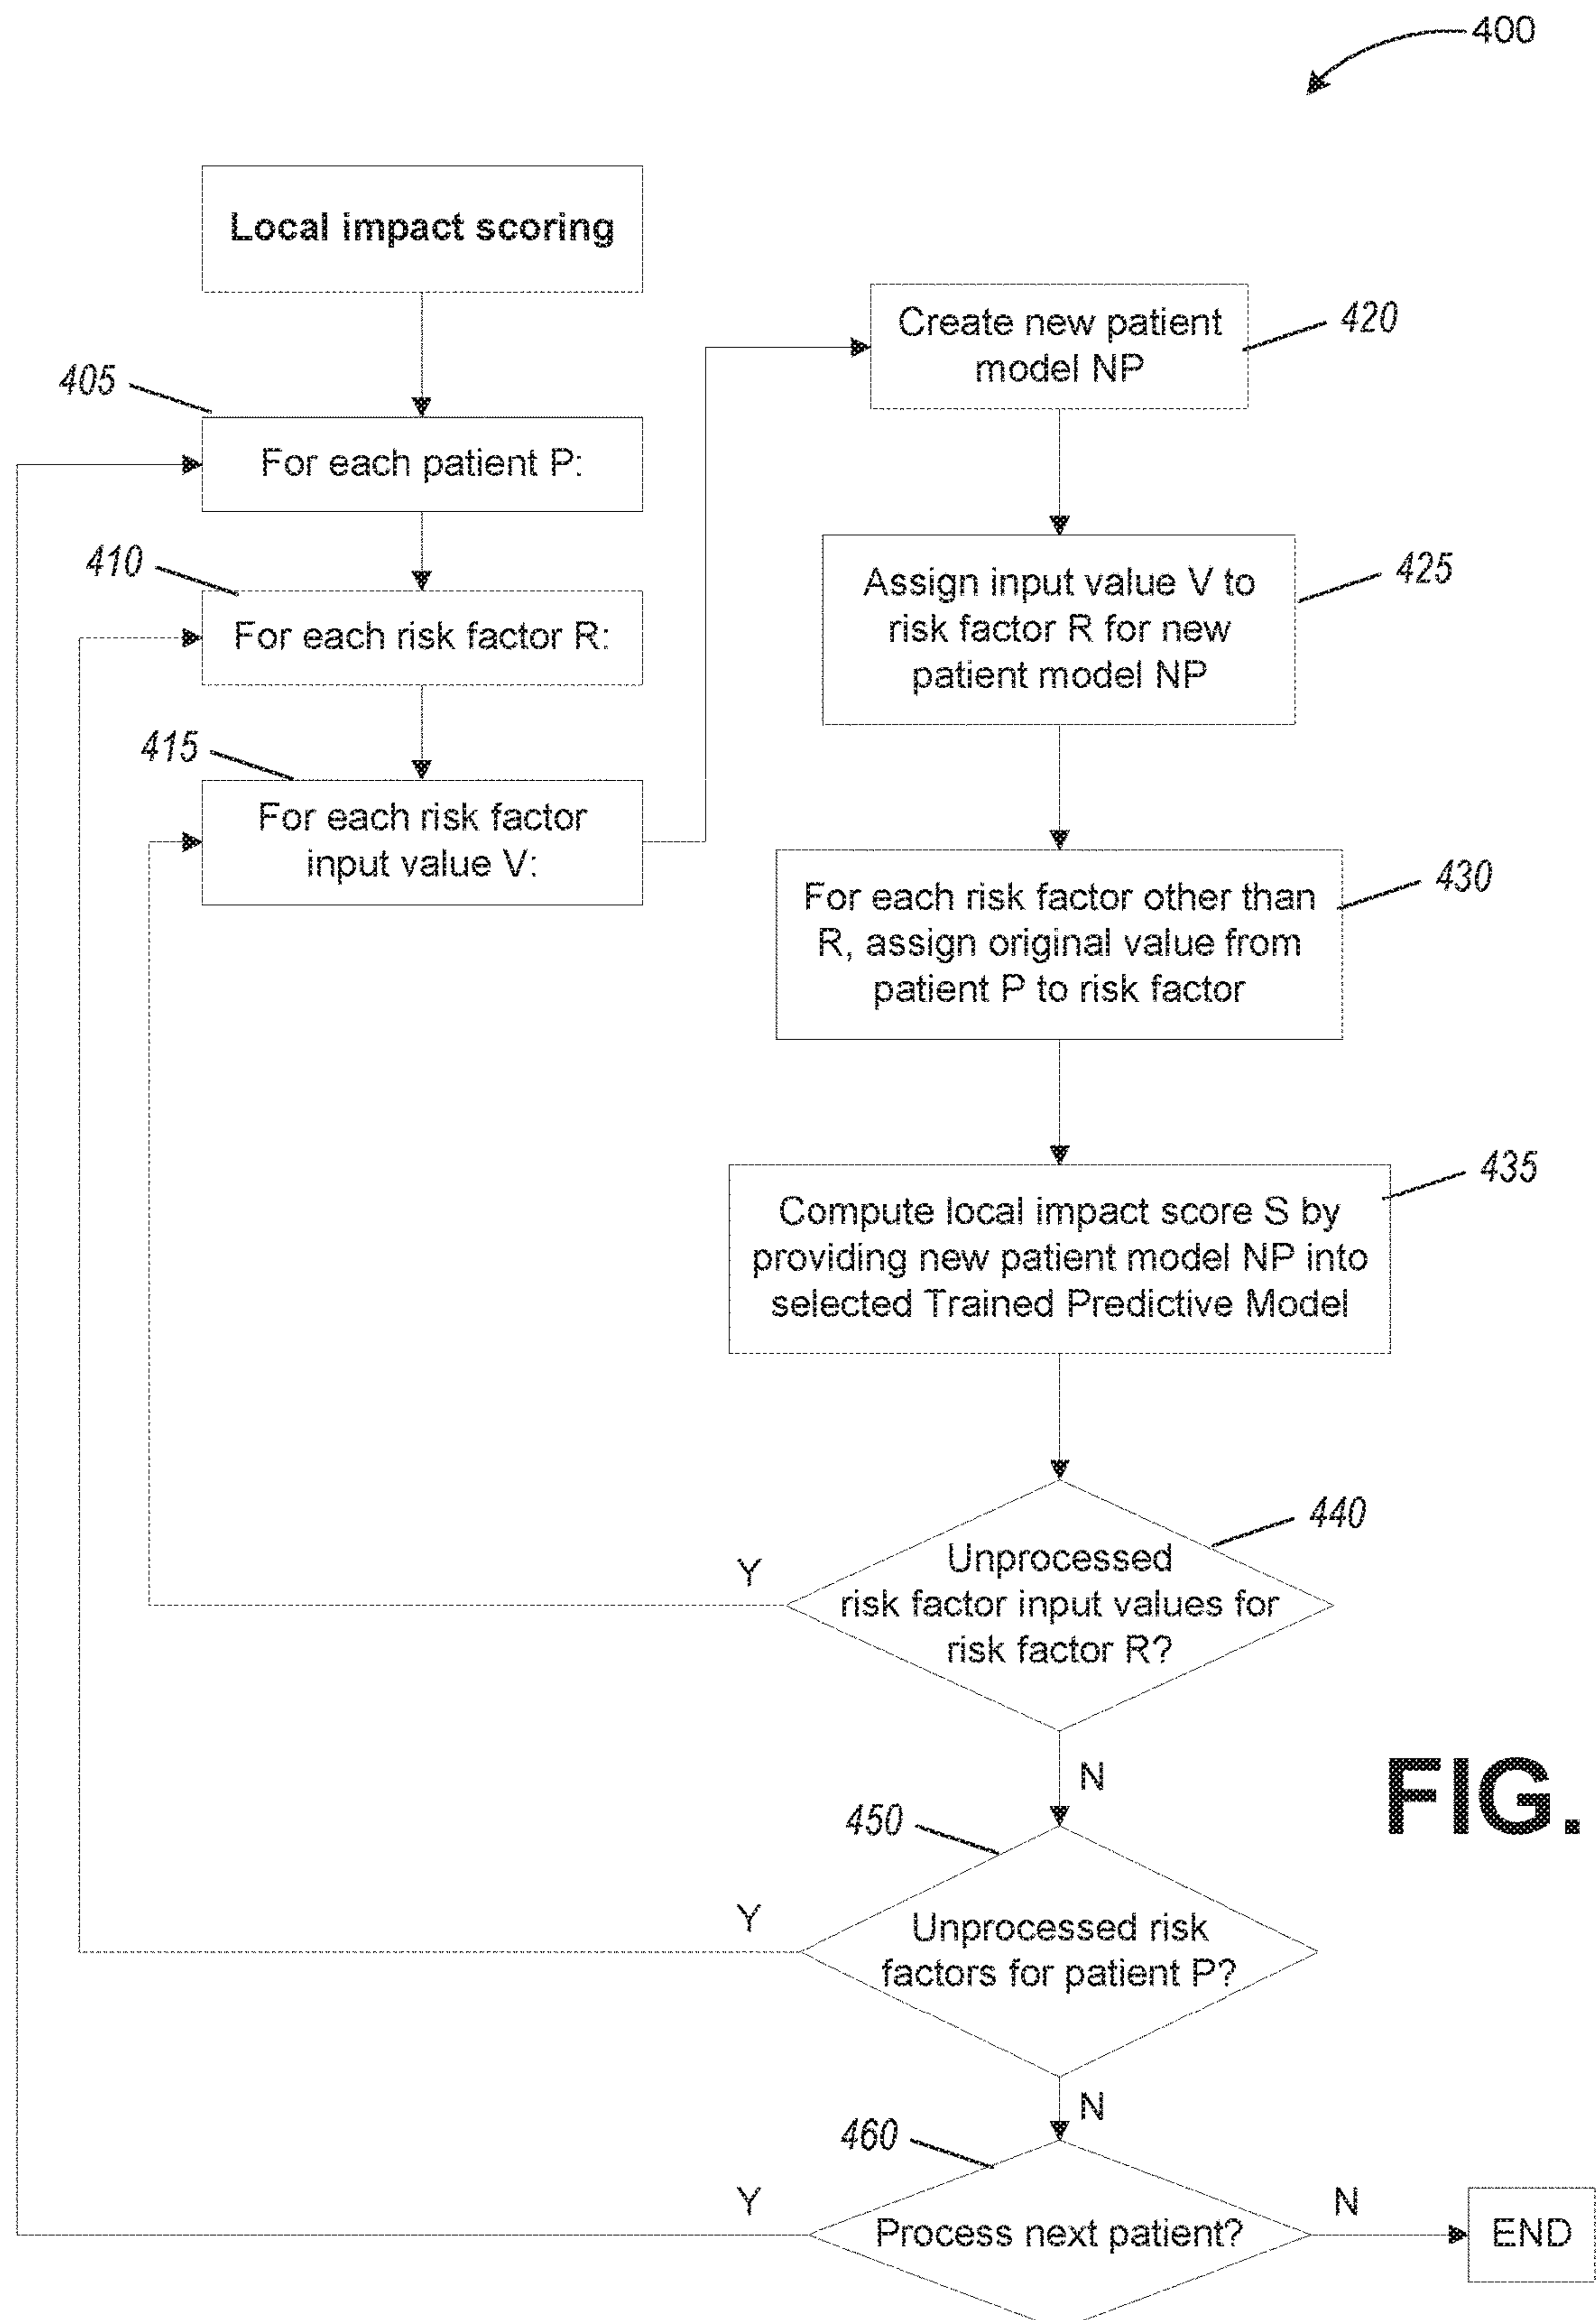 400
Local impact scoring
405
For each patient P:
410
For each risk factor R:
415
For each risk factor
input value V:
420
Create new patient
model NP
425
Assign input value V to
risk factor R for new
patient model NP
430
For each risk factor other than
R, assign original value from
patient P to risk factor
435
Compute local impact score S by
providing new patient model NP into
selected Trained Predictive Model
440
Unprocessed
risk factor input values for
risk factor R?
Y
N
FIG.
450
Unprocessed risk
factors for patient P?
Y
N
460
Process next patient?
Y
N
END